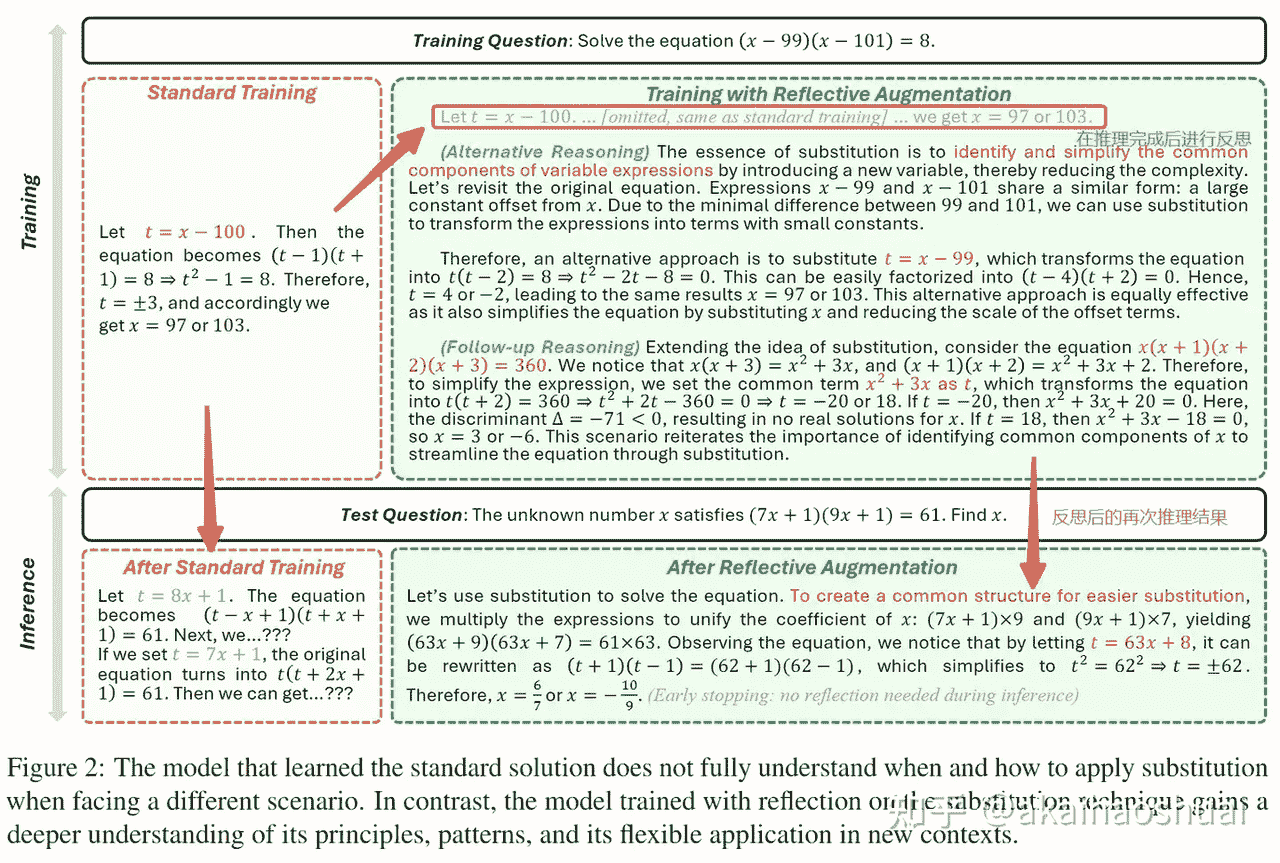 Training Question: Solve the equation (x − 99)(x − 101) = 8.
Training
Standard Training
Let t = x − 100 . Then the
equation becomes (t − 1)(t +
1) = 8 ⇒ t² − 1 = 8. Therefore,
t = ±3, and accordingly we
get x = 97 or 103.
Training with Reflective Augmentation
Let t = x − 100. ... [omitted, same as standard training] ... we get x = 97 or 103.
在推理完成后进行反思
(Alternative Reasoning) The essence of substitution is to identify and simplify the common
components of variable expressions by introducing a new variable, thereby reducing the complexity.
Let's revisit the original equation. Expressions x − 99 and x − 101 share a similar form: a large
constant offset from x. Due to the minimal difference between 99 and 101, we can use substitution
to transform the expressions into terms with small constants.
Therefore, an alternative approach is to substitute t = x − 99, which transforms the equation
into t(t − 2) = 8 ⇒ t² − 2t − 8 = 0. This can be easily factorized into (t − 4)(t + 2) = 0. Hence,
t = 4 or −2, leading to the same results x = 97 or 103. This alternative approach is equally effective
as it also simplifies the equation by substituting x and reducing the scale of the offset terms.
(Follow-up Reasoning) Extending the idea of substitution, consider the equation x(x + 1)(x +
2)(x + 3) = 360. We notice that x(x + 3) = x² + 3x, and (x + 1)(x + 2) = x² + 3x + 2. Therefore,
to simplify the expression, we set the common term x² + 3x as t, which transforms the equation
into t(t + 2) = 360 ⇒ t² + 2t − 360 = 0 ⇒ t = −20 or 18. If t = −20, then x² + 3x + 20 = 0. Here,
the discriminant Δ = −71 < 0, resulting in no real solutions for x. If t = 18, then x² + 3x − 18 = 0,
so x = 3 or −6. This scenario reiterates the importance of identifying common components of x to
streamline the equation through substitution.
Inference
Test Question: The unknown number x satisfies (7x + 1)(9x + 1) = 61. Find x.
反思后的再次推理结果
After Standard Training
Let t = 8x + 1. The equation
becomes (t − x + 1)(t + x +
1) = 61. Next, we...???
If we set t = 7x + 1, the original
equation turns into t(t + 2x +
1) = 61. Then we can get...???
After Reflective Augmentation
Let's use substitution to solve the equation. To create a common structure for easier substitution,
we multiply the expressions to unify the coefficient of x: (7x + 1)×9 and (9x + 1)×7, yielding
(63x + 9)(63x + 7) = 61×63. Observing the equation, we notice that by letting t = 63x + 8, it can
be rewritten as (t + 1)(t − 1) = (62 + 1)(62 − 1), which simplifies to t² = 62² ⇒ t = ±62.
Therefore, x = 6/7 or x = −10/9. (Early stopping: no reflection needed during inference)
Figure 2: The model that learned the standard solution does not fully understand when and how to apply substitution
when facing a different scenario. In contrast, the model trained with reflection on the substitution technique gains a
deeper understanding of its principles, patterns, and its flexible application in new contexts.
知乎 @akaihaoshuai